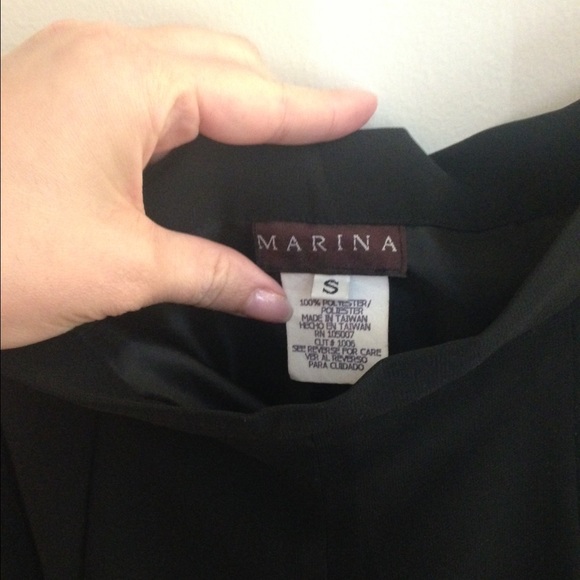 MARINA
S
100% POLYESTER/
POLIESTER
MADE IN TAIWAN
HECHO EN TAIWAN
RN 105007
CUT# 1006
SEE REVERSE FOR CARE
VER AL REVERSO
PARA CUIDADO